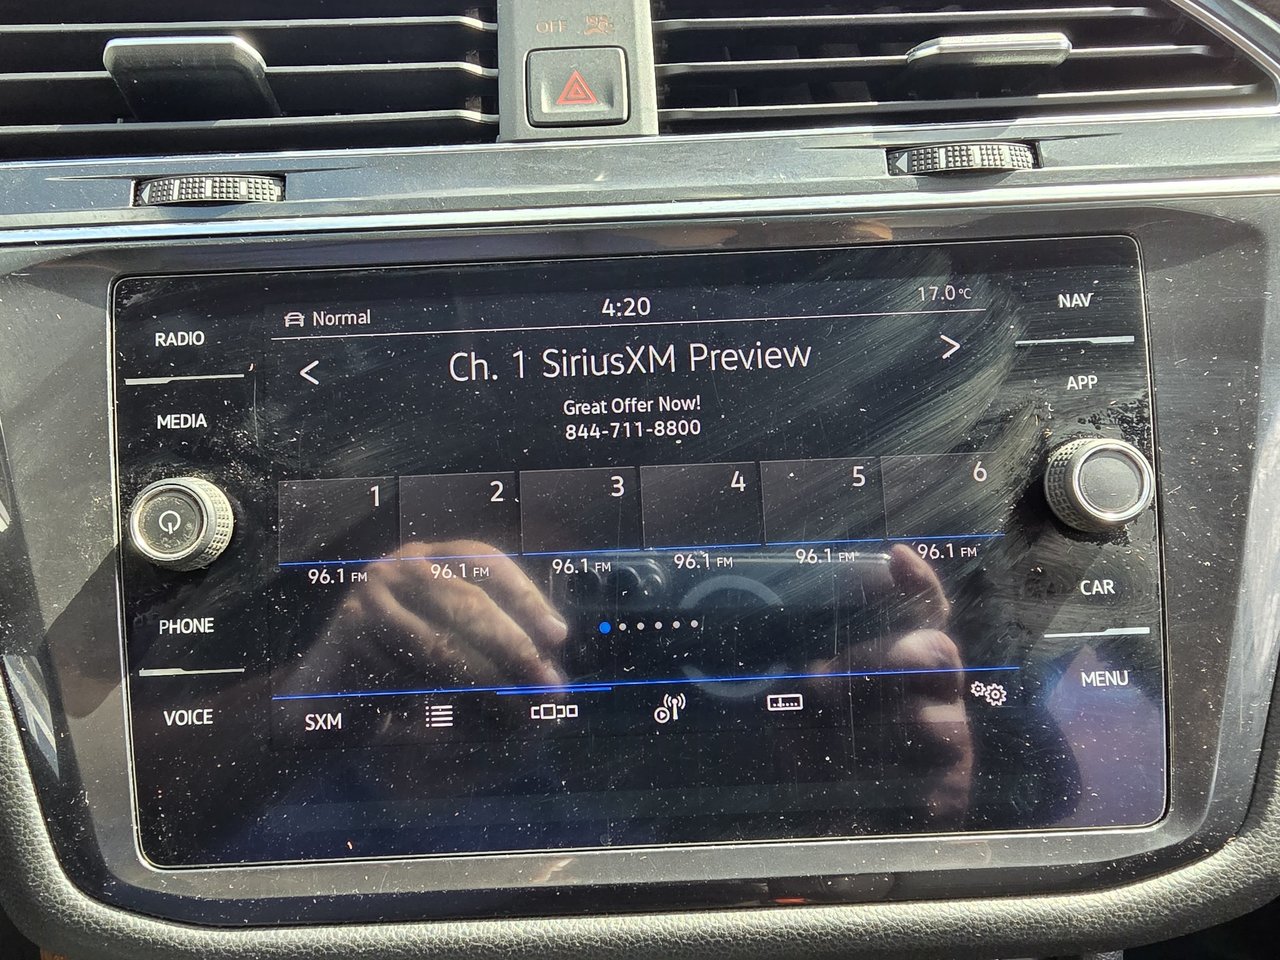 OFF
Normal
4:20
17.0°C
RADIO
NAV
Ch. 1 SiriusXM Preview
MEDIA
APP
Great Offer Now!
844-711-8800
1 2 3 4 5 6
96.1 FM 96.1 FM 96.1 FM 96.1 FM 96.1 FM 96.1 FM
PHONE
CAR
VOICE
SXM
MENU